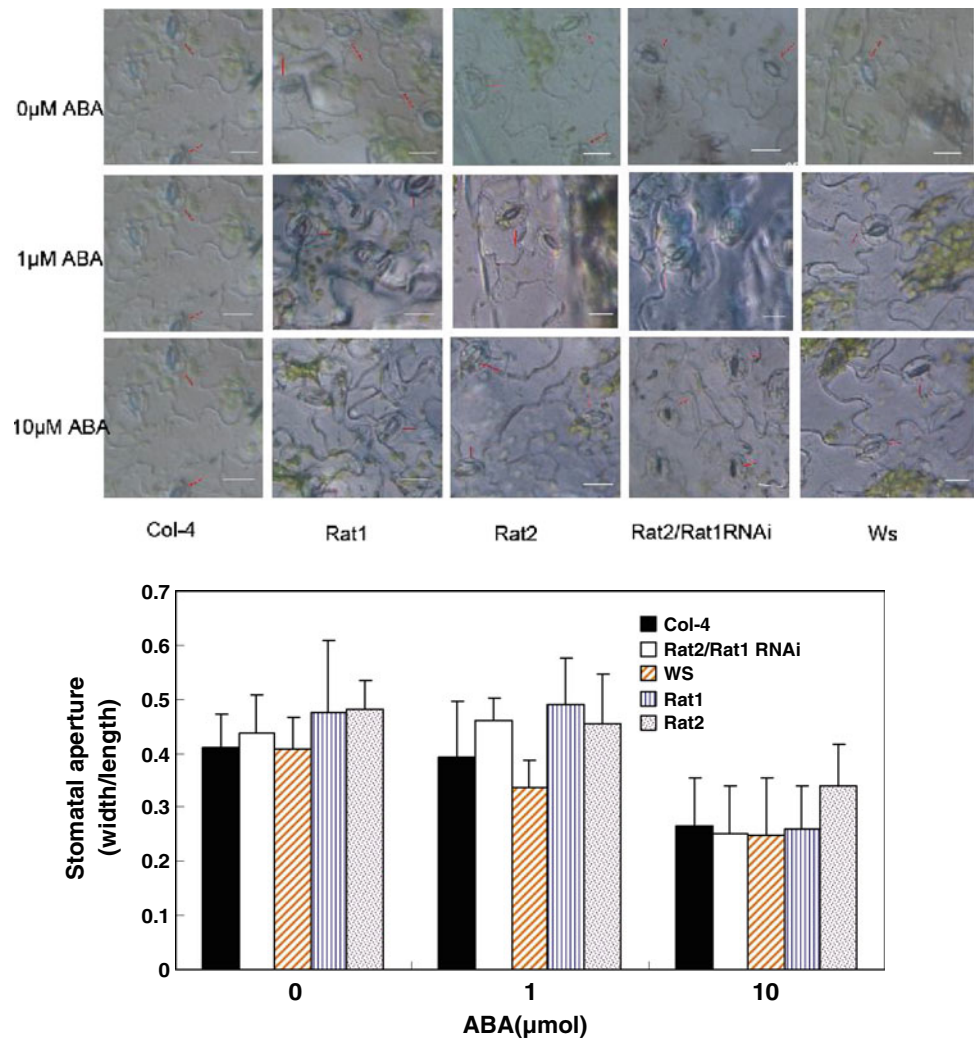 0μM ABA
1μM ABA
10μM ABA
Col-4 Rat1 Rat2 Rat2/Rat1RNAi Ws
0.7
0.6
0.5
0.4
0.3
0.2
0.1
0
Stomatal aperture
(width/length)
Col-4
Rat2/Rat1 RNAi
WS
Rat1
Rat2
0 1 10
ABA(μmol)